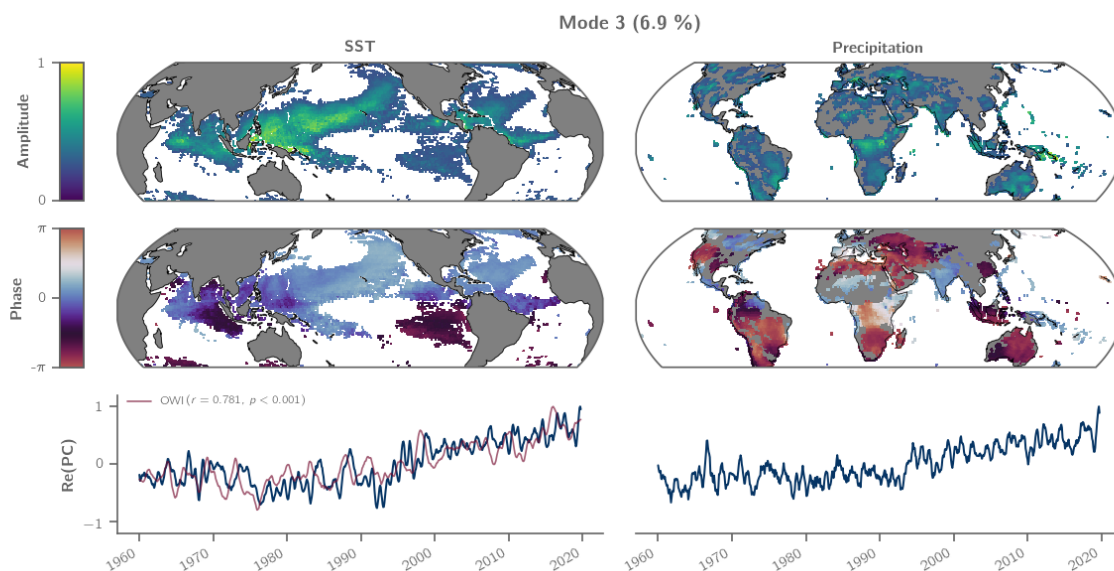 Mode 3 (6.9 %)
SST
Precipitation
Amplitude
1
0
Phase
π
0
-π
Re(PC)
1
0
−1
OWI (r = 0.781, p < 0.001)
1960 1970 1980 1990 2000 2010 2020
1960 1970 1980 1990 2000 2010 2020